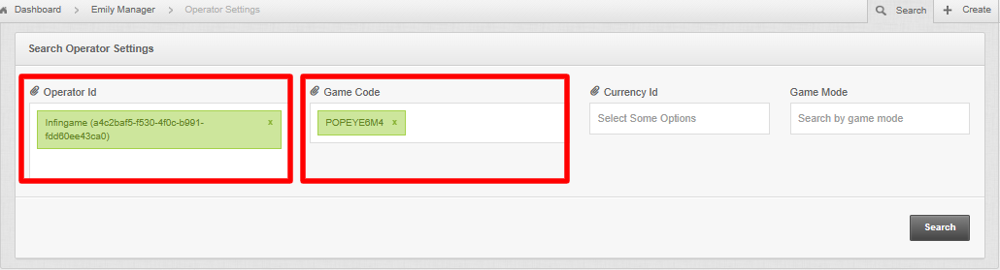 Dashboard Emily Manager Operator Settings Search Create
Search Operator Settings
Operator Id
Infingame (a4c2baf5-f530-4f0c-b991-
fdd60ee43ca0) x
Game Code
POPEYE6M4 x
Currency Id
Select Some Options
Game Mode
Search by game mode
Search